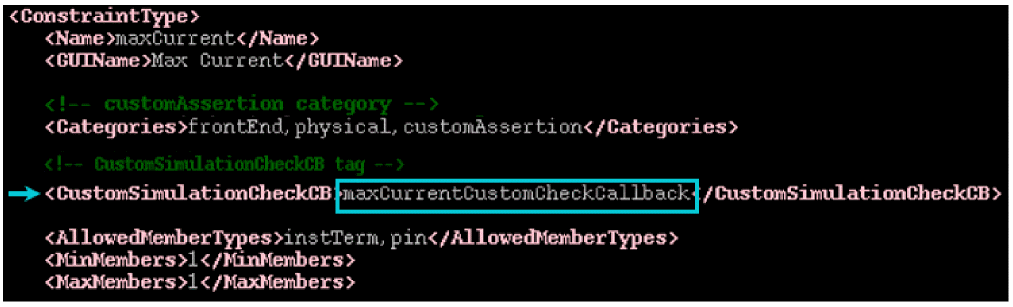 <ConstraintType>
<Name>maxCurrent</Name>
<GUIName>Max Current</GUIName>
<!-- customAssertion category -->
<Categories>frontEnd,physical,customAssertion</Categories>
<!-- CustomSimulationCheckCB tag -->
<CustomSimulationCheckCB>maxCurrentCustomCheckCallback</CustomSimulationCheckCB>
<AllowedMemberTypes>instTerm,pin</AllowedMemberTypes>
<MinMembers>1</MinMembers>
<MaxMembers>1</MaxMembers>